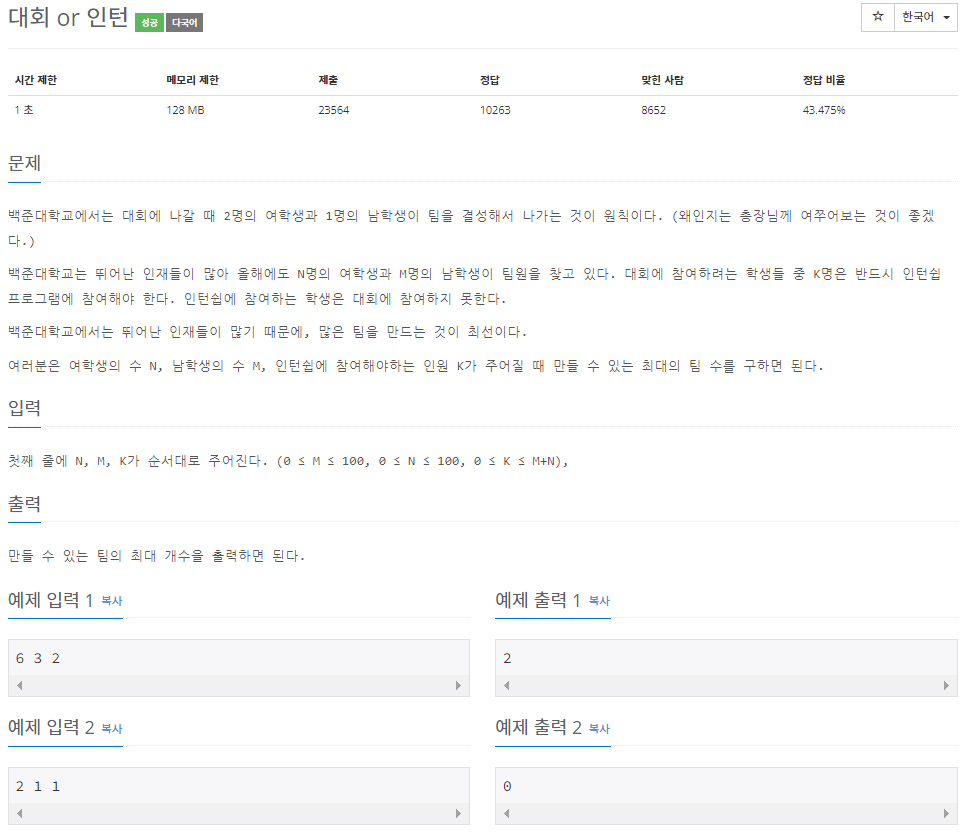 대회 or 인턴 성공 다국어
☆ 한국어
시간 제한 메모리 제한 제출 정답 맞힌 사람 정답 비율
1 초 128 MB 23564 10263 8652 43.475%
문제
백준대학교에서는 대회에 나갈 때 2명의 여학생과 1명의 남학생이 팀을 결성해서 나가는 것이 원칙이다. (왜인지는 총장님께 여쭈어보는 것이 좋겠
다.)
백준대학교는 뛰어난 인재들이 많아 올해에도 N명의 여학생과 M명의 남학생이 팀원을 찾고 있다. 대회에 참여하려는 학생들 중 K명은 반드시 인턴쉽
프로그램에 참여해야 한다. 인턴쉽에 참여하는 학생은 대회에 참여하지 못한다.
백준대학교에서는 뛰어난 인재들이 많기 때문에, 많은 팀을 만드는 것이 최선이다.
여러분은 여학생의 수 N, 남학생의 수 M, 인턴쉽에 참여해야하는 인원 K가 주어질 때 만들 수 있는 최대의 팀 수를 구하면 된다.
입력
첫째 줄에 N, M, K가 순서대로 주어진다. (0 ≤ M ≤ 100, 0 ≤ N ≤ 100, 0 ≤ K ≤ M+N),
출력
만들 수 있는 팀의 최대 개수을 출력하면 된다.
예제 입력 1 복사
6 3 2
예제 출력 1 복사
2
예제 입력 2 복사
2 1 1
예제 출력 2 복사
0